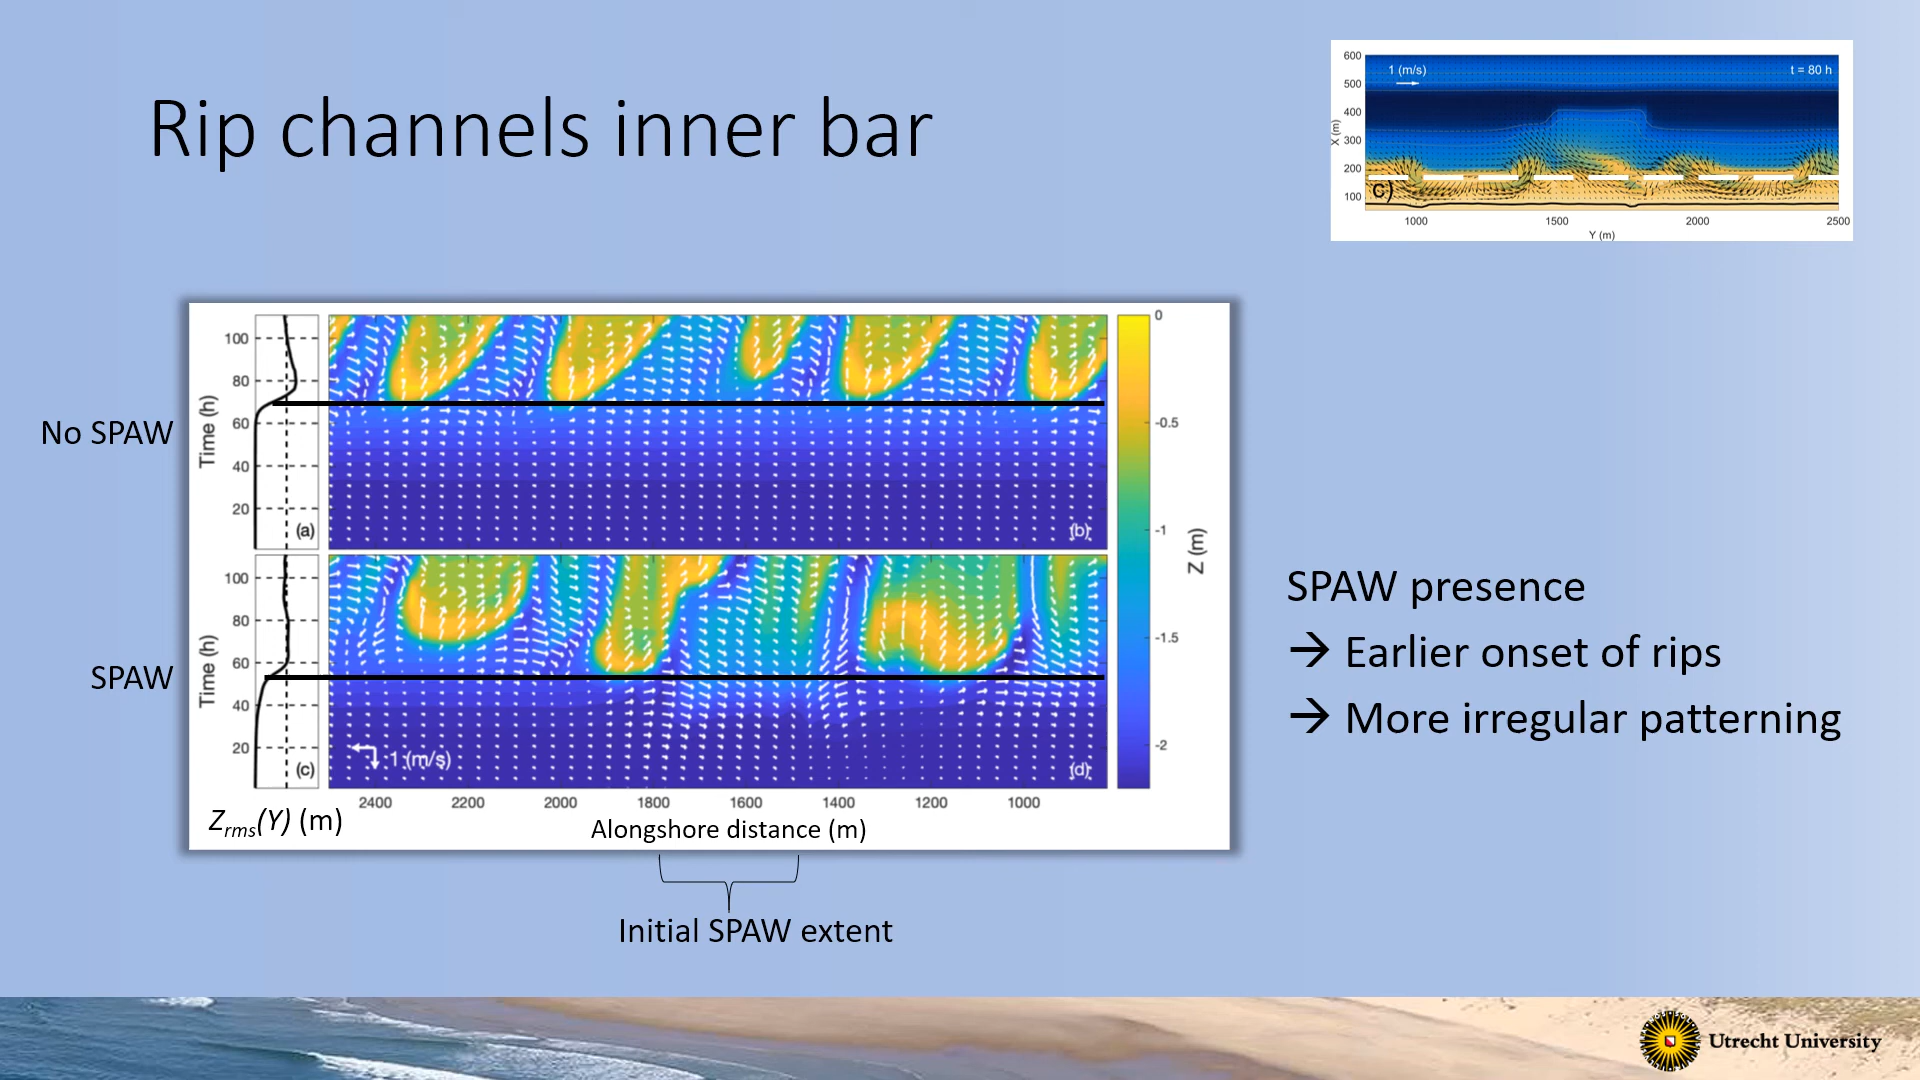 Rip channels inner bar
600
500
400
300
200
100
X (m)
1 (m/s)
t = 80 h
c)
1000
1500
2000
2500
Y (m)
No SPAW
SPAW
Time (h)
100
80
60
40
20
(a)
(b)
Time (h)
100
80
60
40
20
(c)
1 (m/s)
(d)
0
-0.5
-1
-1.5
-2
Z (m)
2400
2200
2000
1800
1600
1400
1200
1000
Zrms(Y) (m)
Alongshore distance (m)
Initial SPAW extent
SPAW presence
→ Earlier onset of rips
→ More irregular patterning
Utrecht University